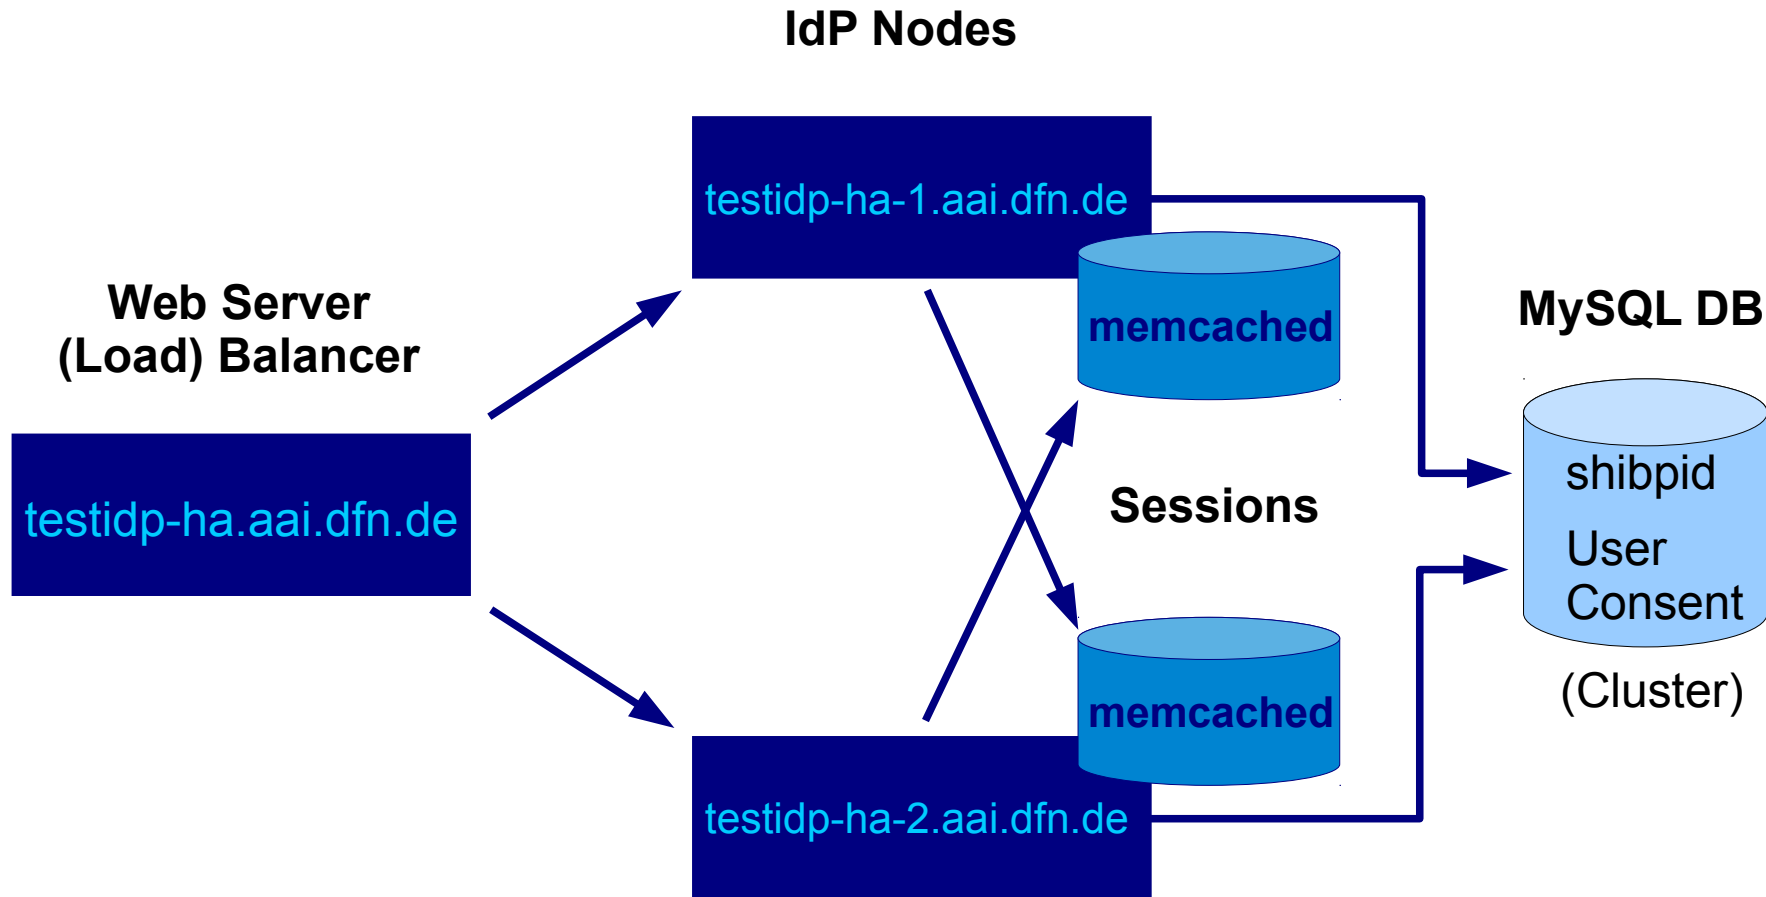 IdP Nodes
testidp-ha-1.aai.dfn.de
memcached
Web Server
(Load) Balancer
testidp-ha.aai.dfn.de
Sessions
memcached
testidp-ha-2.aai.dfn.de
MySQL DB
shibpid
User
Consent
(Cluster)